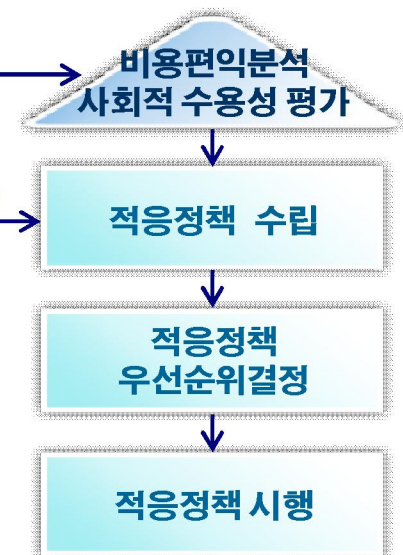 비용편익분석
사회적 수용성 평가
적응정책 수립
적응정책
우선순위결정
적응정책 시행